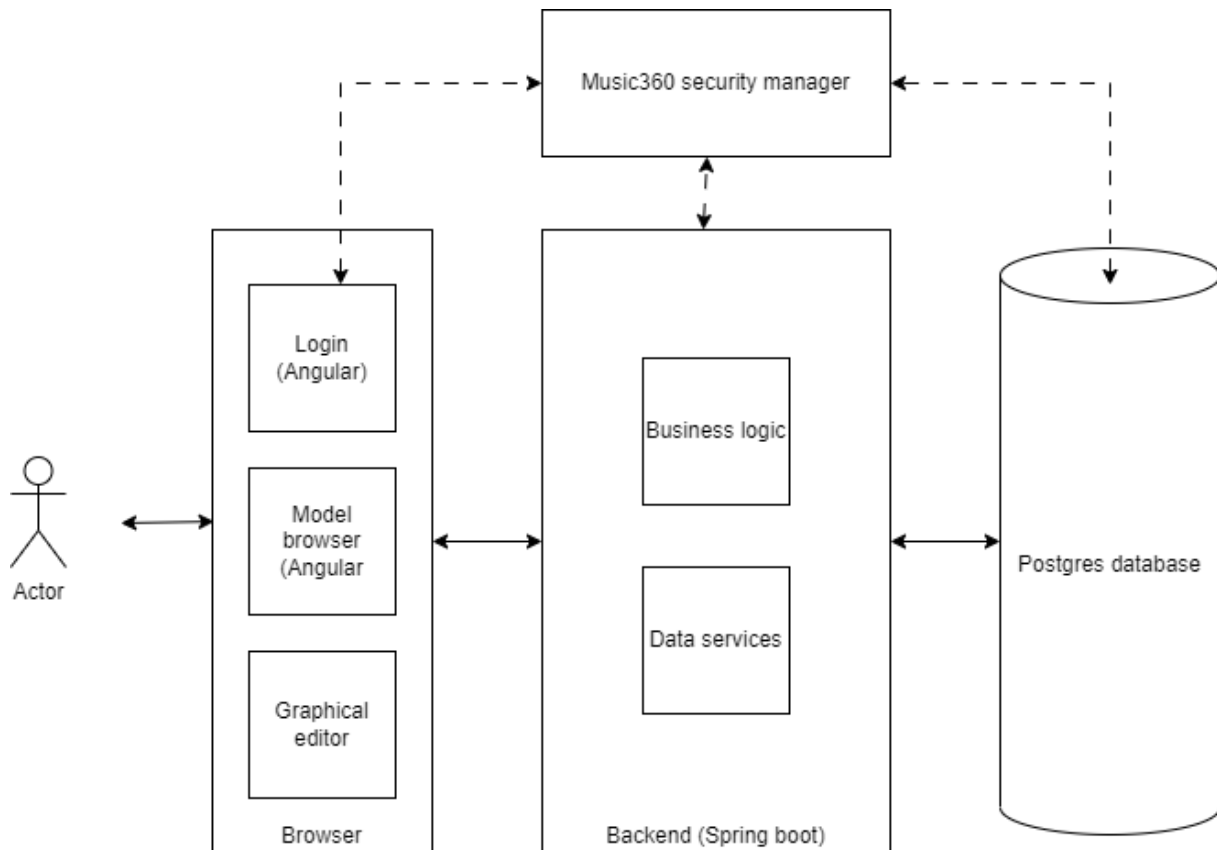 Music360 security manager
Login
(Angular)
Business logic
Model
browser
(Angular
Postgres database
Actor
Data services
Graphical
editor
Browser
Backend (Spring boot)